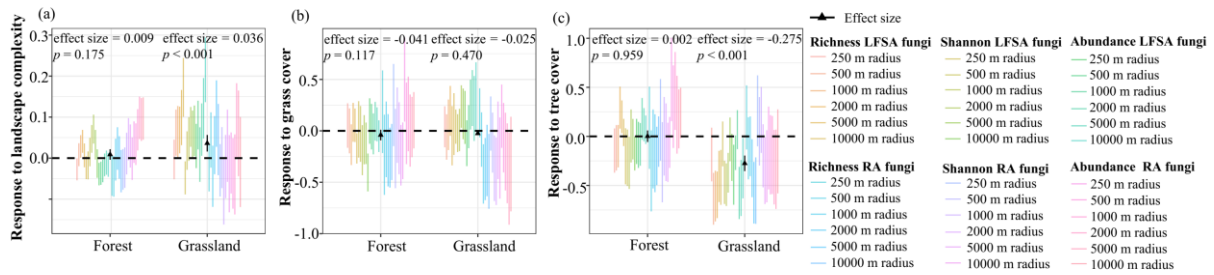 (a)
effect size = 0.009 effect size = 0.036
p = 0.175 p < 0.001
Response to landscape complexity
0.3
0.2
0.1
0.0
Forest Grassland
(b)
effect size = -0.041 effect size = -0.025
p = 0.117 p = 0.470
Response to grass cover
0.5
0.0
-0.5
-1.0
Forest Grassland
(c)
effect size = 0.002 effect size = -0.275
p = 0.959 p < 0.001
Response to tree cover
1.0
0.5
0.0
-0.5
Forest Grassland
Effect size
Richness LFSA fungi
250 m radius
500 m radius
1000 m radius
2000 m radius
5000 m radius
10000 m radius
Shannon LFSA fungi
250 m radius
500 m radius
1000 m radius
2000 m radius
5000 m radius
10000 m radius
Abundance LFSA fungi
250 m radius
500 m radius
1000 m radius
2000 m radius
5000 m radius
10000 m radius
Richness RA fungi
250 m radius
500 m radius
1000 m radius
2000 m radius
5000 m radius
10000 m radius
Shannon RA fungi
250 m radius
500 m radius
1000 m radius
2000 m radius
5000 m radius
10000 m radius
Abundance RA fungi
250 m radius
500 m radius
1000 m radius
2000 m radius
5000 m radius
10000 m radius